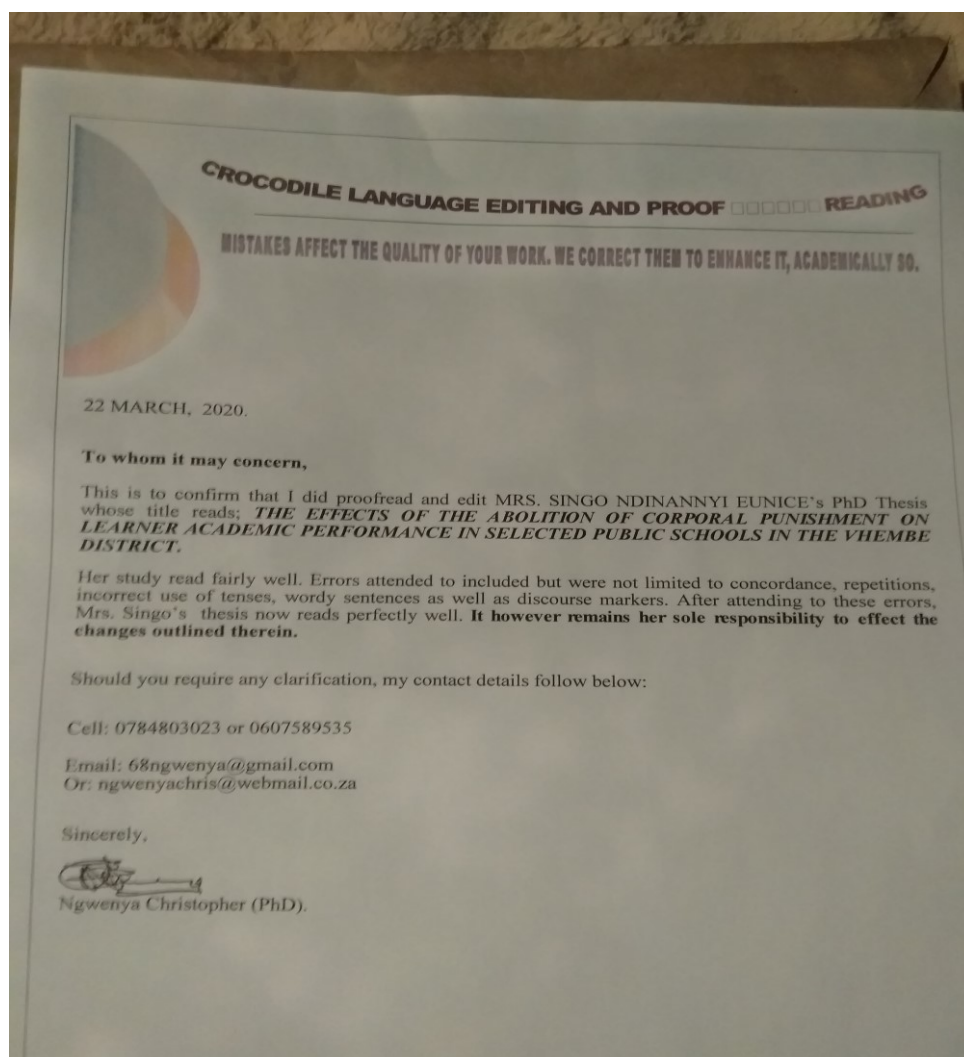 CROCODILE LANGUAGE EDITING AND PROOF □□□□□□ READING
MISTAKES AFFECT THE QUALITY OF YOUR WORK. WE CORRECT THEM TO ENHANCE IT, ACADEMICALLY SO.
22 MARCH, 2020.
To whom it may concern,
This is to confirm that I did proofread and edit MRS. SINGO NDINANNYI EUNICE's PhD Thesis
whose title reads; THE EFFECTS OF THE ABOLITION OF CORPORAL PUNISHMENT ON
LEARNER ACADEMIC PERFORMANCE IN SELECTED PUBLIC SCHOOLS IN THE VHEMBE
DISTRICT.
Her study read fairly well. Errors attended to included but were not limited to concordance, repetitions,
incorrect use of tenses, wordy sentences as well as discourse markers. After attending to these errors,
Mrs. Singo's thesis now reads perfectly well. It however remains her sole responsibility to effect the
changes outlined therein.
Should you require any clarification, my contact details follow below:
Cell: 0784803023 or 0607589535
Email: 68ngwenya@gmail.com
Or: ngwenyachris@webmail.co.za
Sincerely,
Ngwenya Christopher (PhD).